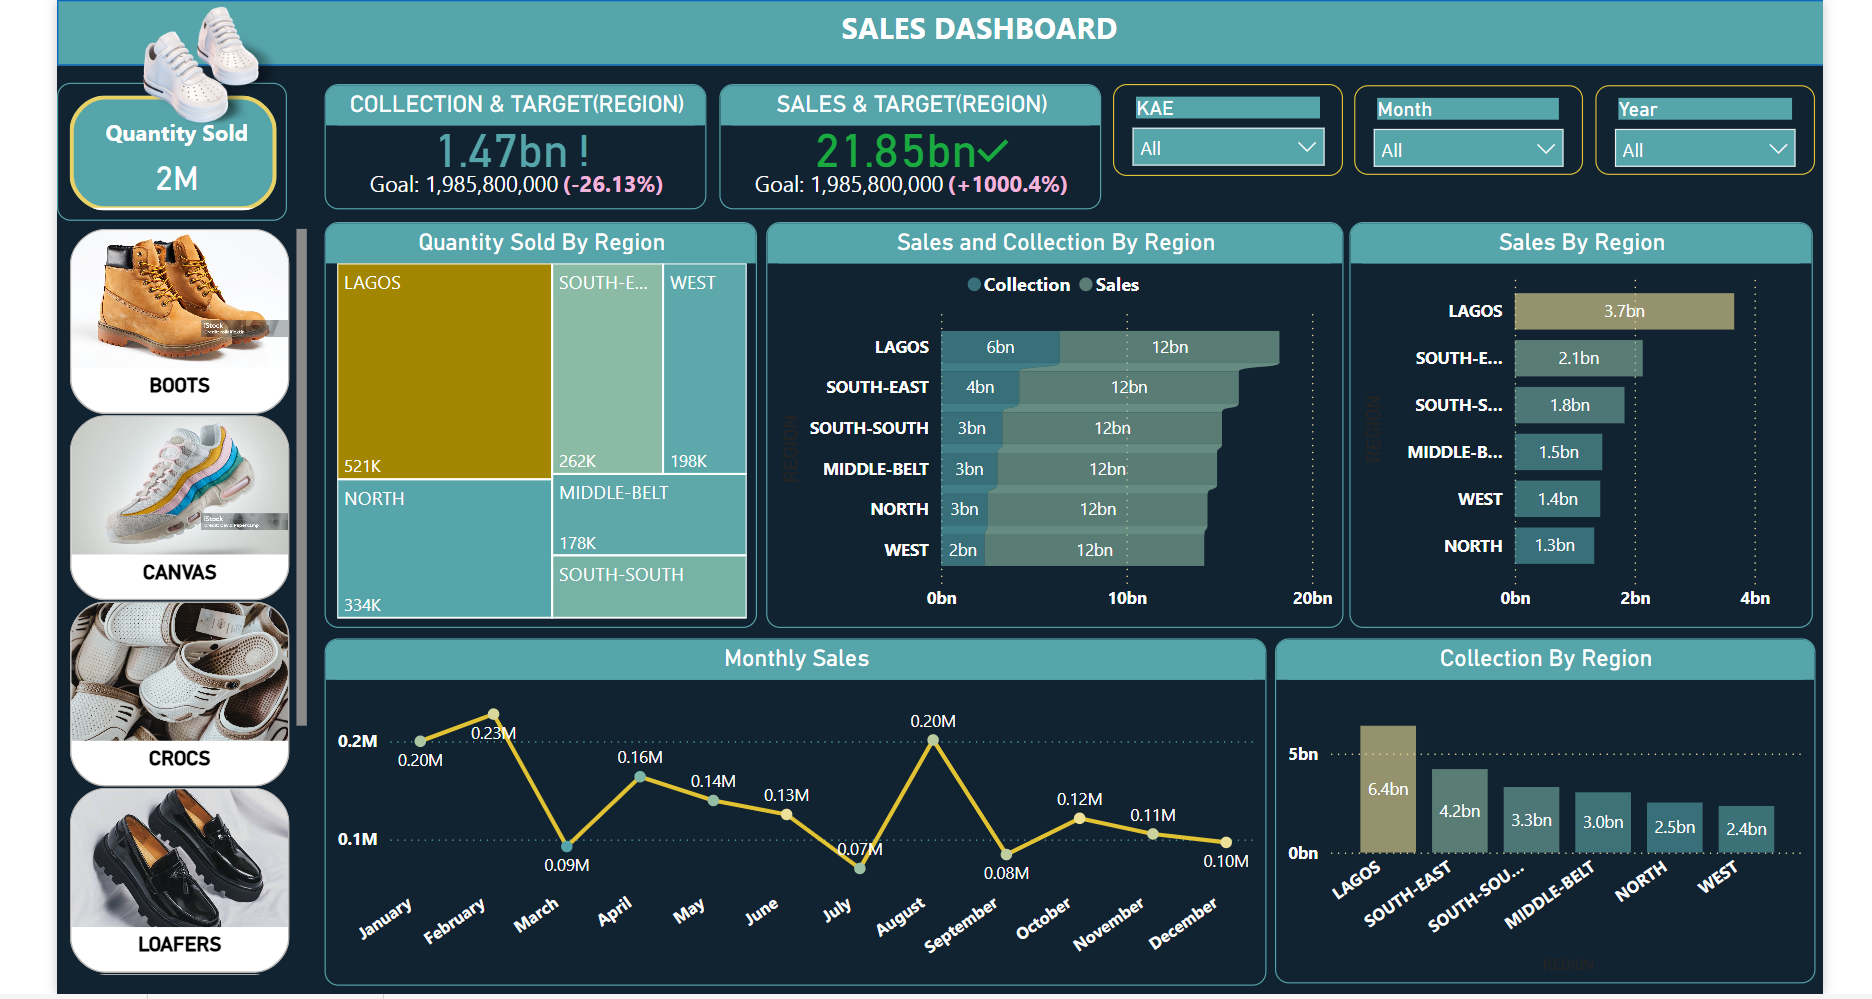 SALES DASHBOARD
Quantity Sold
2M
COLLECTION & TARGET(REGION)
1.47bn !
Goal: 1,985,800,000 (-26.13%)
SALES & TARGET(REGION)
21.85bn✓
Goal: 1,985,800,000 (+1000.4%)
KAE
All
Month
All
Year
All
iStock
BOOTS
iStock
CANVAS
CROCS
LOAFERS
Quantity Sold By Region
LAGOS
521K
SOUTH-E...
262K
WEST
198K
NORTH
334K
MIDDLE-BELT
178K
SOUTH-SOUTH
Sales and Collection By Region
Collection Sales
REGION
LAGOS 6bn 12bn
SOUTH-EAST 4bn 12bn
SOUTH-SOUTH 3bn 12bn
MIDDLE-BELT 3bn 12bn
NORTH 3bn 12bn
WEST 2bn 12bn
0bn 10bn 20bn
Sales By Region
REGION
LAGOS 3.7bn
SOUTH-E... 2.1bn
SOUTH-S... 1.8bn
MIDDLE-B... 1.5bn
WEST 1.4bn
NORTH 1.3bn
0bn 2bn 4bn
Monthly Sales
0.2M
0.1M
0.20M
0.23M
0.09M
0.16M
0.14M
0.13M
0.07M
0.20M
0.08M
0.12M
0.11M
0.10M
January
February
March
April
May
June
July
August
September
October
November
December
Collection By Region
5bn
0bn
6.4bn
4.2bn
3.3bn
3.0bn
2.5bn
2.4bn
LAGOS
SOUTH-EAST
SOUTH-SOU...
MIDDLE-BELT
NORTH
WEST
REGION